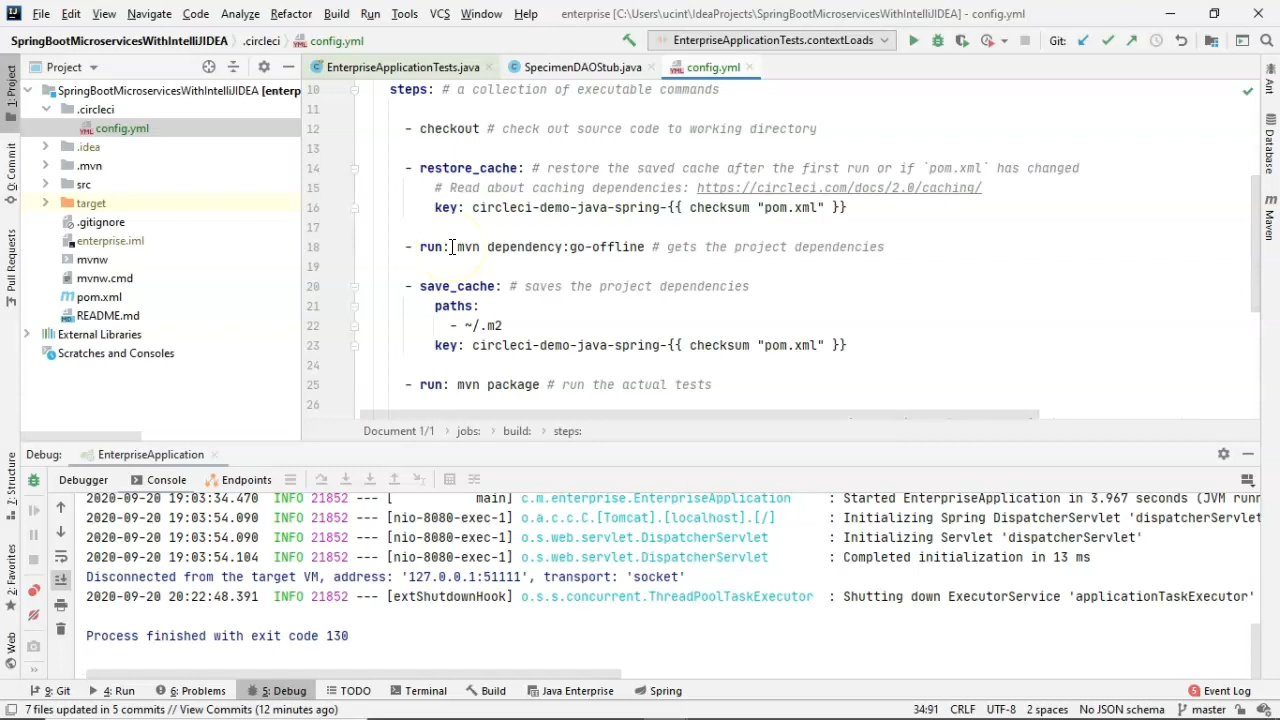 File Edit View Navigate Code Analyze Refactor Build Run Tools VCS Window Help enterprise [C:\Users\ucint\IdeaProjects\SpringBootMicroservicesWithIntelliJIDEA] - config.yml
SpringBootMicroservicesWithIntelliJIDEA .circleci config.yml EnterpriseApplicationTests.contextLoads Git:
1: Project Project EnterpriseApplicationTests.java SpecimenDAOStub.java config.yml Ant
SpringBootMicroservicesWithIntelliJIDEA [enterp
.circleci
config.yml
.idea
.mvn
src
target
.gitignore
enterprise.iml
mvnw
mvnw.cmd
pom.xml
README.md
External Libraries
Scratches and Consoles
0: Commit
Pull Requests
Database
Maven
10 steps: # a collection of executable commands
11
12 - checkout # check out source code to working directory
13
14 - restore_cache: # restore the saved cache after the first run or if `pom.xml` has changed
15 # Read about caching dependencies: https://circleci.com/docs/2.0/caching/
16 key: circleci-demo-java-spring-{{ checksum "pom.xml" }}
17
18 - run: mvn dependency:go-offline # gets the project dependencies
19
20 - save_cache: # saves the project dependencies
21 paths:
22 - ~/.m2
23 key: circleci-demo-java-spring-{{ checksum "pom.xml" }}
24
25 - run: mvn package # run the actual tests
26
Document 1/1 › jobs: › build: › steps:
Debug: EnterpriseApplication
Debugger Console Endpoints
7: Structure
2: Favorites
Web
2020-09-20 19:03:34.470 INFO 21852 --- [ main] c.m.enterprise.EnterpriseApplication : Started EnterpriseApplication in 3.967 seconds (JVM runn
2020-09-20 19:03:54.090 INFO 21852 --- [nio-8080-exec-1] o.a.c.c.C.[Tomcat].[localhost].[/] : Initializing Spring DispatcherServlet 'dispatcherServlet
2020-09-20 19:03:54.090 INFO 21852 --- [nio-8080-exec-1] o.s.web.servlet.DispatcherServlet : Initializing Servlet 'dispatcherServlet'
2020-09-20 19:03:54.104 INFO 21852 --- [nio-8080-exec-1] o.s.web.servlet.DispatcherServlet : Completed initialization in 13 ms
Disconnected from the target VM, address: '127.0.0.1:51111', transport: 'socket'
2020-09-20 20:22:48.391 INFO 21852 --- [extShutdownHook] o.s.s.concurrent.ThreadPoolTaskExecutor : Shutting down ExecutorService 'applicationTaskExecutor'
Process finished with exit code 130
9: Git 4: Run 6: Problems 5: Debug TODO Terminal Build Java Enterprise Spring 5 Event Log
7 files updated in 5 commits // View Commits (12 minutes ago) 34:91 CRLF UTF-8 2 spaces No JSON schema master